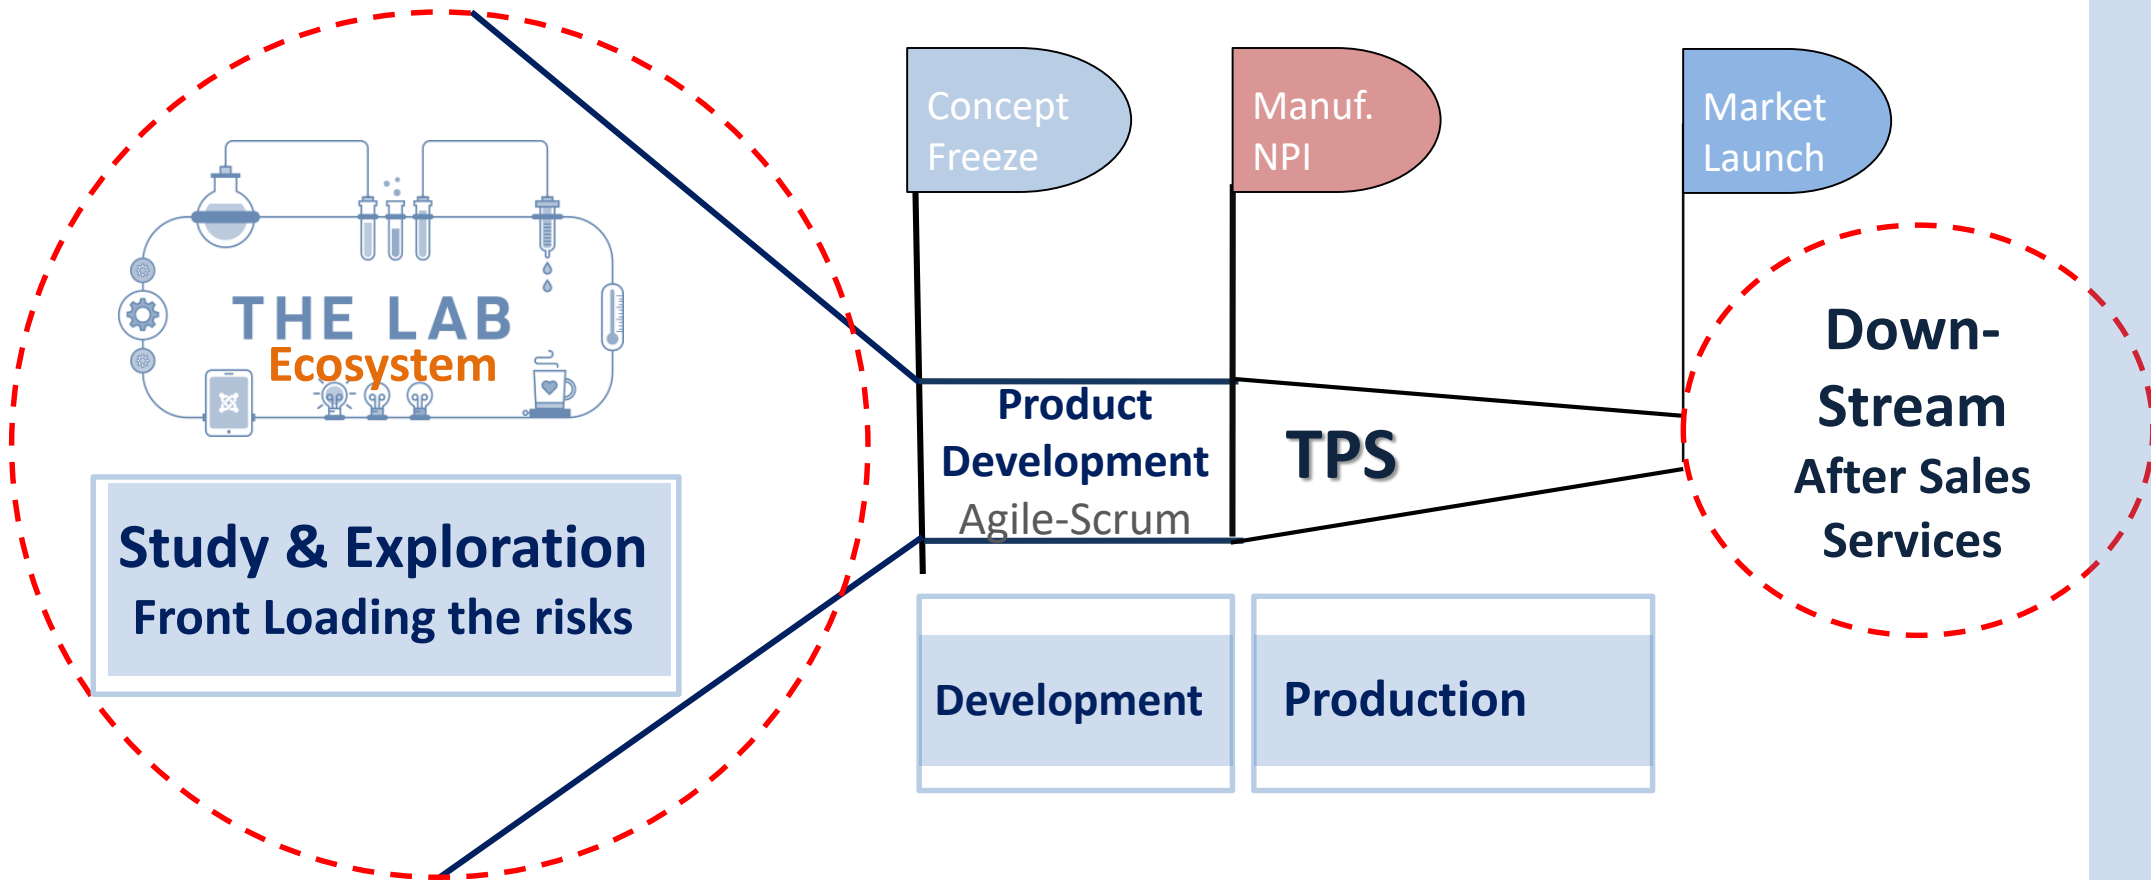 THE LAB
Ecosystem
Study & Exploration
Front Loading the risks
Concept
Freeze
Manuf.
NPI
Market
Launch
Product
Development
Agile-Scrum
TPS
Down-
Stream
After Sales
Services
Development
Production